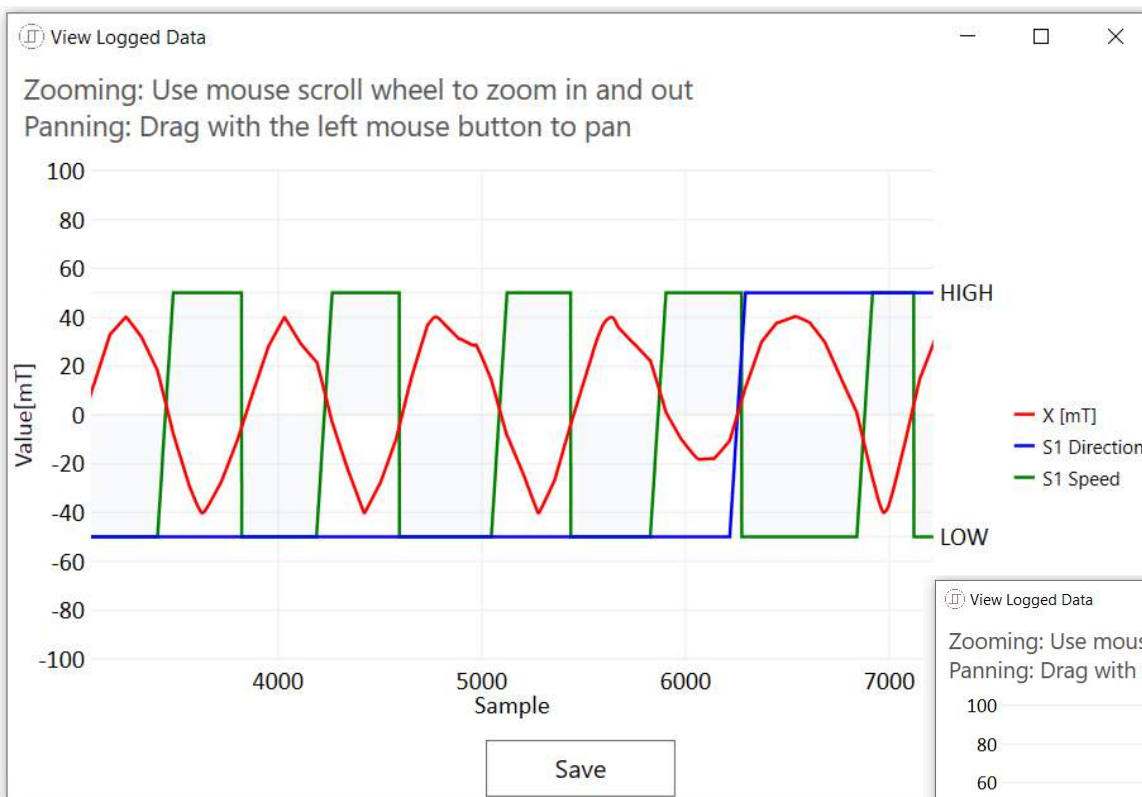 View Logged Data
Zooming: Use mouse scroll wheel to zoom in and out
Panning: Drag with the left mouse button to pan
100
80
60
40
20
0
-20
-40
-60
-80
-100
Value[mT]
4000 5000 6000 7000
Sample
HIGH
LOW
X [mT]
S1 Direction
S1 Speed
Save
View Logged Data
Zooming: Use mous
Panning: Drag with
100
80
60